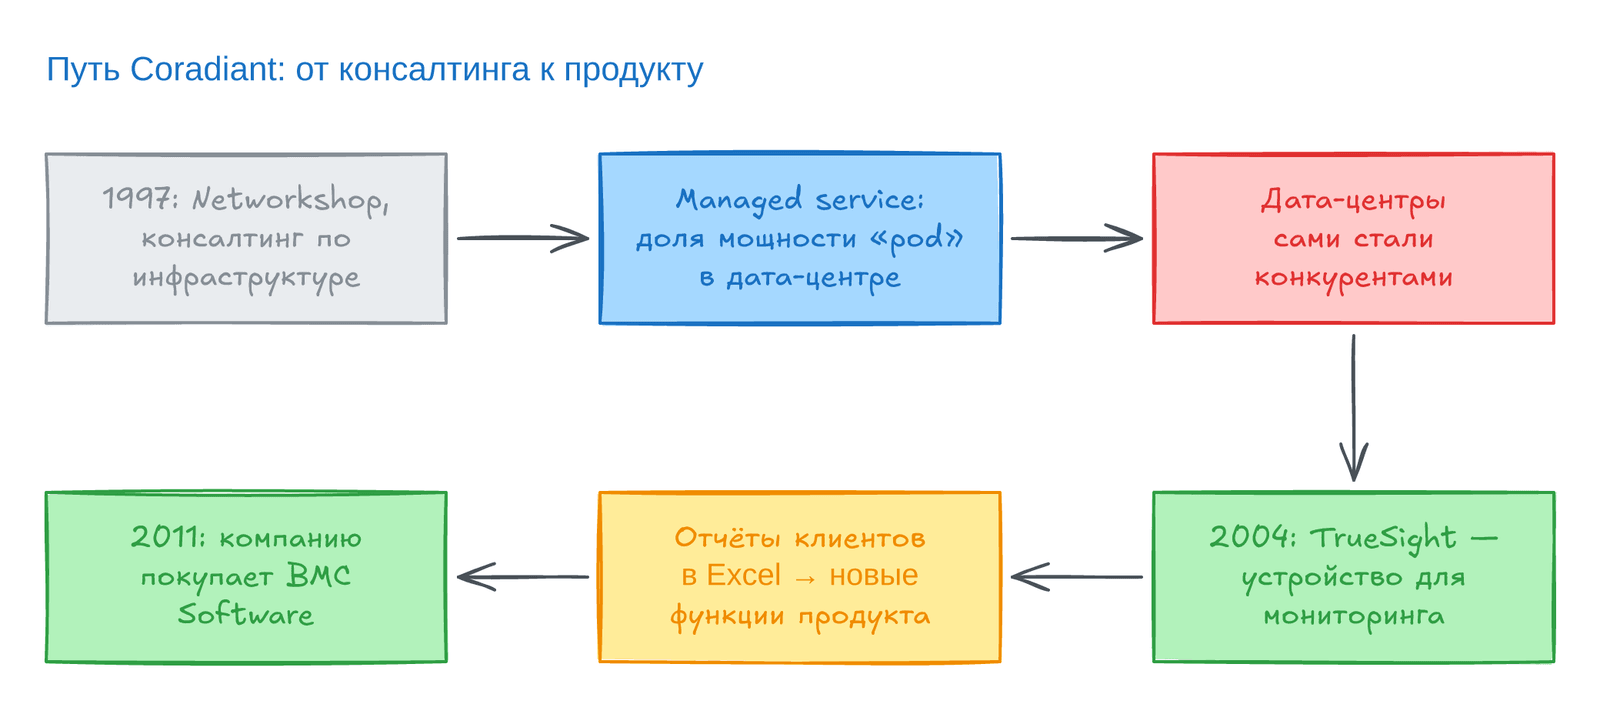 Путь Coradiant: от консалтинга к продукту
1997: Networkshop,
консалтинг по
инфраструктуре
Managed service:
доля мощности «pod»
в дата-центре
Дата-центры
сами стали
конкурентами
2004: TrueSight —
устройство для
мониторинга
Отчёты клиентов
в Excel → новые
функции продукта
2011: компанию
покупает BMC
Software